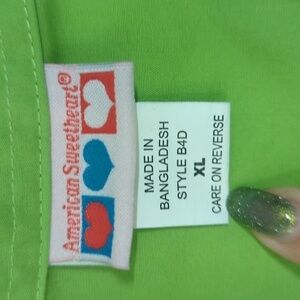 American Sweetheart®
MADE IN
BANGLADESH
STYLE B4D
XL
CARE ON REVERSE